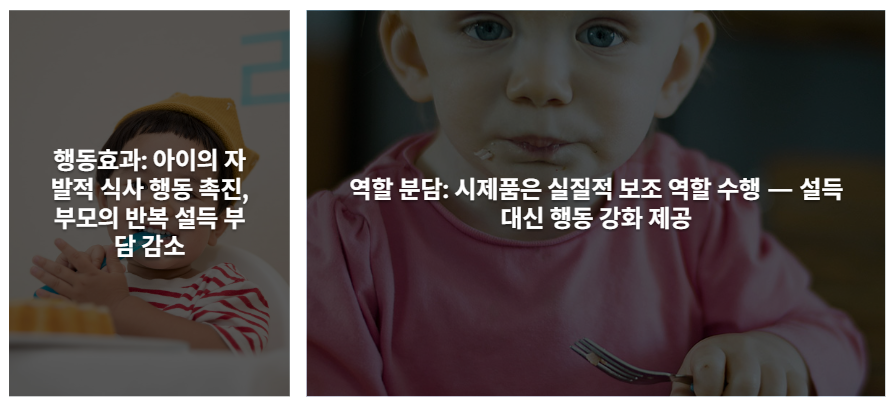 행동효과: 아이의 자
발적 식사 행동 촉진,
부모의 반복 설득 부
담 감소
역할 분담: 시제품은 실질적 보조 역할 수행 — 설득
대신 행동 강화 제공